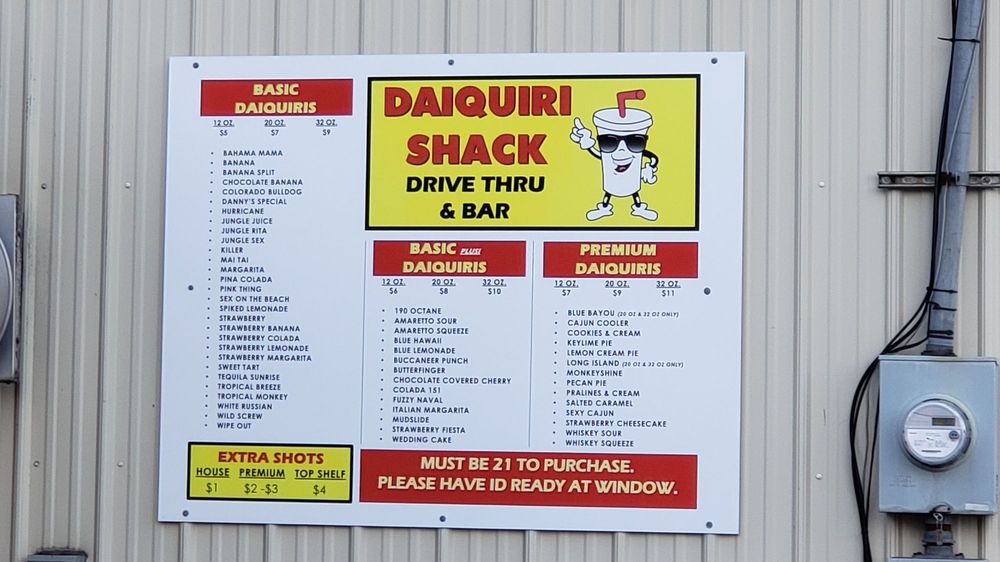 BASIC
DAIQUIRIS
12 OZ. 20 OZ. 32 OZ.
$5 $7 $9
• BAHAMA MAMA
• BANANA
• BANANA SPLIT
• CHOCOLATE BANANA
• COLORADO BULLDOG
• DANNY'S SPECIAL
• HURRICANE
• JUNGLE JUICE
• JUNGLE RITA
• JUNGLE SEX
• KILLER
• MAI TAI
• MARGARITA
• PINA COLADA
• PINK THING
• SEX ON THE BEACH
• SPIKED LEMONADE
• STRAWBERRY
• STRAWBERRY BANANA
• STRAWBERRY COLADA
• STRAWBERRY LEMONADE
• STRAWBERRY MARGARITA
• SWEET TART
• TEQUILA SUNRISE
• TROPICAL BREEZE
• TROPICAL MONKEY
• WHITE RUSSIAN
• WILD SCREW
• WIPE OUT
EXTRA SHOTS
HOUSE PREMIUM TOP SHELF
$1 $2 -$3 $4
DAIQUIRI
SHACK
DRIVE THRU
& BAR
BASIC PLUS!
DAIQUIRIS
12 OZ. 20 OZ. 32 OZ.
$6 $8 $10
• 190 OCTANE
• AMARETTO SOUR
• AMARETTO SQUEEZE
• BLUE HAWAII
• BLUE LEMONADE
• BUCCANEER PUNCH
• BUTTERFINGER
• CHOCOLATE COVERED CHERRY
• COLADA 151
• FUZZY NAVAL
• ITALIAN MARGARITA
• MUDSLIDE
• STRAWBERRY FIESTA
• WEDDING CAKE
PREMIUM
DAIQUIRIS
12 OZ. 20 OZ. 32 OZ.
$7 $9 $11
• BLUE BAYOU (20 OZ & 32 OZ ONLY)
• CAJUN COOLER
• COOKIES & CREAM
• KEYLIME PIE
• LEMON CREAM PIE
• LONG ISLAND (20 OZ & 32 OZ ONLY)
• MONKEYSHINE
• PECAN PIE
• PRALINES & CREAM
• SALTED CARAMEL
• SEXY CAJUN
• STRAWBERRY CHEESECAKE
• WHISKEY SOUR
• WHISKEY SQUEEZE
MUST BE 21 TO PURCHASE.
PLEASE HAVE ID READY AT WINDOW.